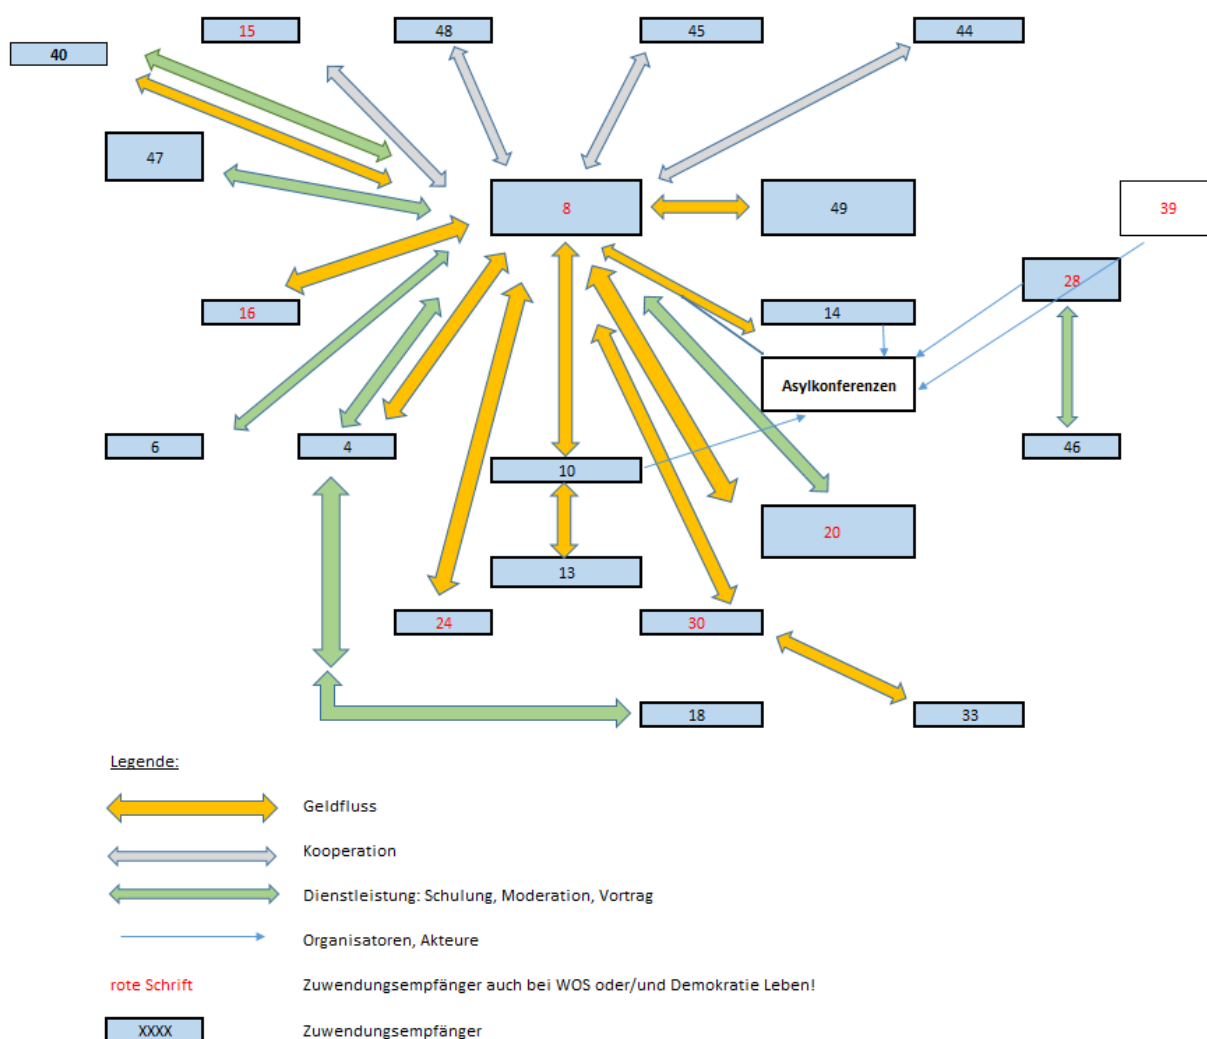 15
48
45
44
40
47
8
49
39
28
16
14
Asylkonferenzen
6
4
10
46
20
13
24
30
18
33
Legende:
Geldfluss
Kooperation
Dienstleistung: Schulung, Moderation, Vortrag
Organisatoren, Akteure
rote Schrift Zuwendungsempfänger auch bei WOS oder/und Demokratie Leben!
XXXX Zuwendungsempfänger